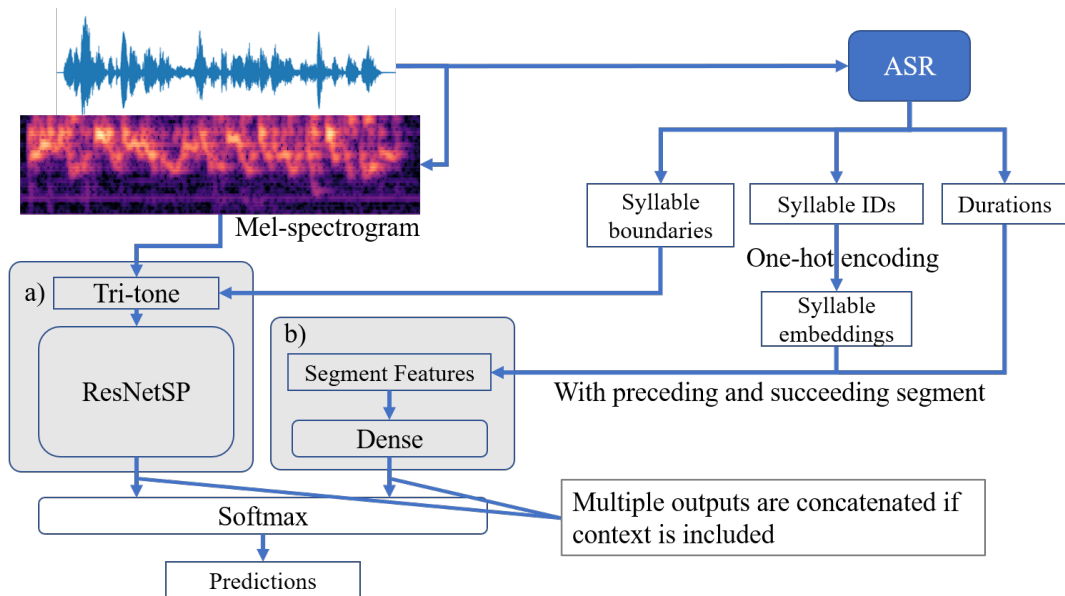 ASR
Mel-spectrogram
Syllable
boundaries
Syllable IDs
Durations
One-hot encoding
Syllable
embeddings
a)
Tri-tone
ResNetSP
b)
Segment Features
Dense
With preceding and succeeding segment
Softmax
Multiple outputs are concatenated if
context is included
Predictions